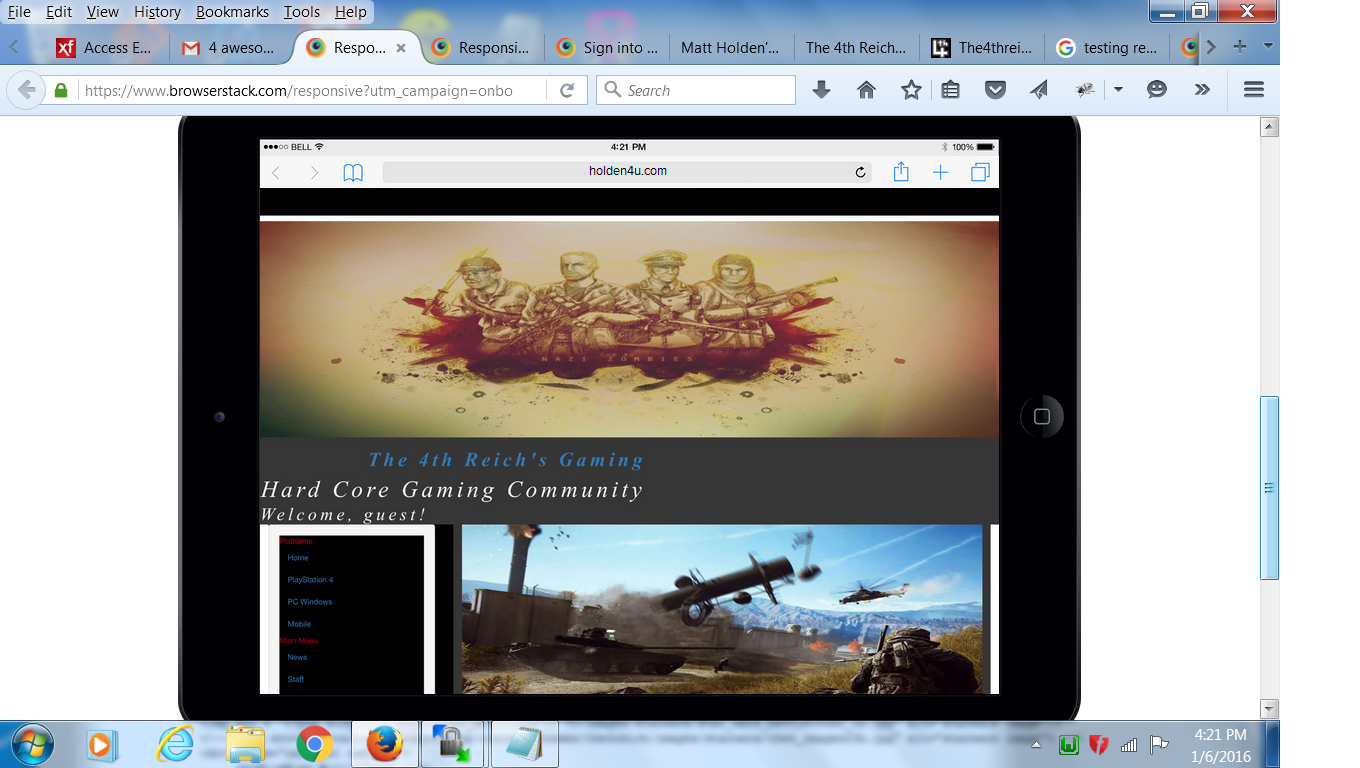 File Edit View History Bookmarks Tools Help
Access E... 4 aweso... Respo... Responsi... Sign into ... Matt Holden'... The 4th Reich... The4threi... testing re...
https://www.browserstack.com/responsive?utm_campaign=onbo Search
BELL 4:21 PM 100%
holden4u.com
NAZI ZOMBIES
The 4th Reich's Gaming
Hard Core Gaming Community
Welcome, guest!
Platfoms
Home
PlayStation 4
PC Windows
Mobile
Main Menu
News
Staff
4:21 PM
1/6/2016